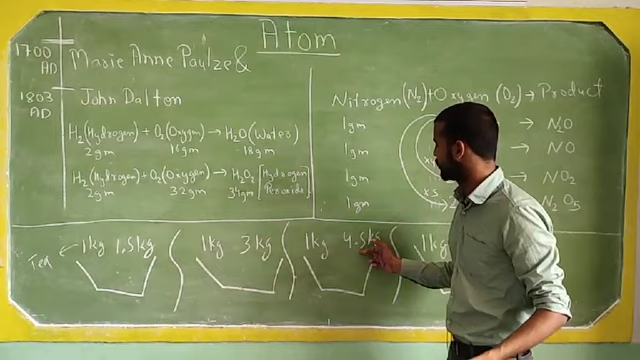 Atom
1700 AD Marie Anne Paulze &
1803 AD John Dalton
H2(Hydrogen) + O2(Oxygn) → H2O(Water)
2gm 16gm 18gm
H2(Hydrogen) + O2(Oxygn) → H2O2 [Hydrogen Peroxide]
2gm 32gm 34gm
Nitrogen(N2)+Oxygen (O2) → Product
1gm → N2O
1gm → NO
1gm → NO2
1gm → N2O5
Tea ← 1kg 1.5kg
1kg 3kg
1kg 4.5kg
1kg